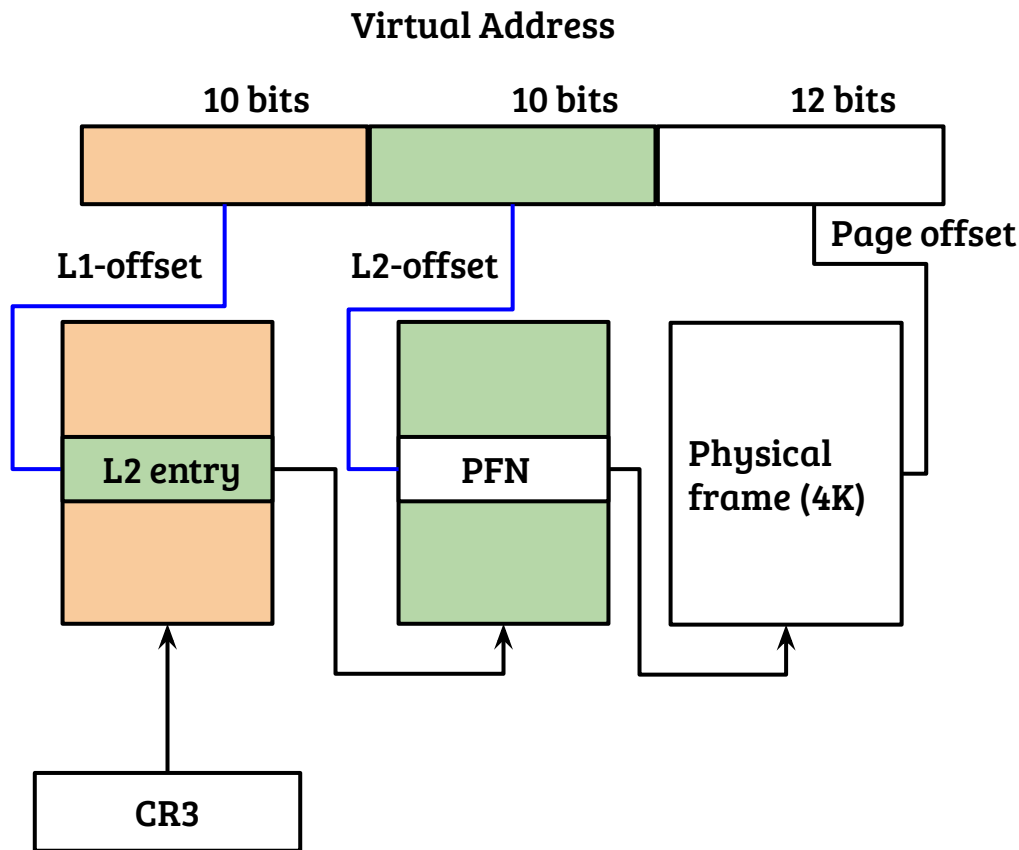 Virtual Address
10 bits
10 bits
12 bits
Page offset
L1-offset
L2-offset
L2 entry
PFN
Physical
frame (4K)
CR3